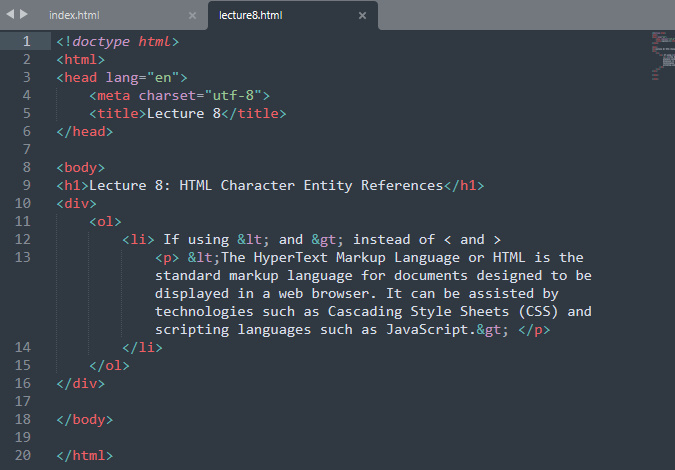 index.html × lecture8.html ×
1 <!doctype html>
2 <html>
3 <head lang="en">
4 <meta charset="utf-8">
5 <title>Lecture 8</title>
6 </head>
7
8 <body>
9 <h1>Lecture 8: HTML Character Entity References</h1>
10 <div>
11 <ol>
12 <li> If using &lt; and &gt; instead of < and >
13 <p> &lt;The HyperText Markup Language or HTML is the
standard markup language for documents designed to be
displayed in a web browser. It can be assisted by
technologies such as Cascading Style Sheets (CSS) and
scripting languages such as JavaScript.&gt; </p>
14 </li>
15 </ol>
16 </div>
17
18 </body>
19
20 </html>